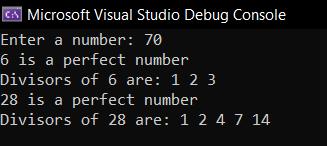 C:\ Microsoft Visual Studio Debug Console
Enter a number: 70
6 is a perfect number
Divisors of 6 are: 1 2 3
28 is a perfect number
Divisors of 28 are: 1 2 4 7 14